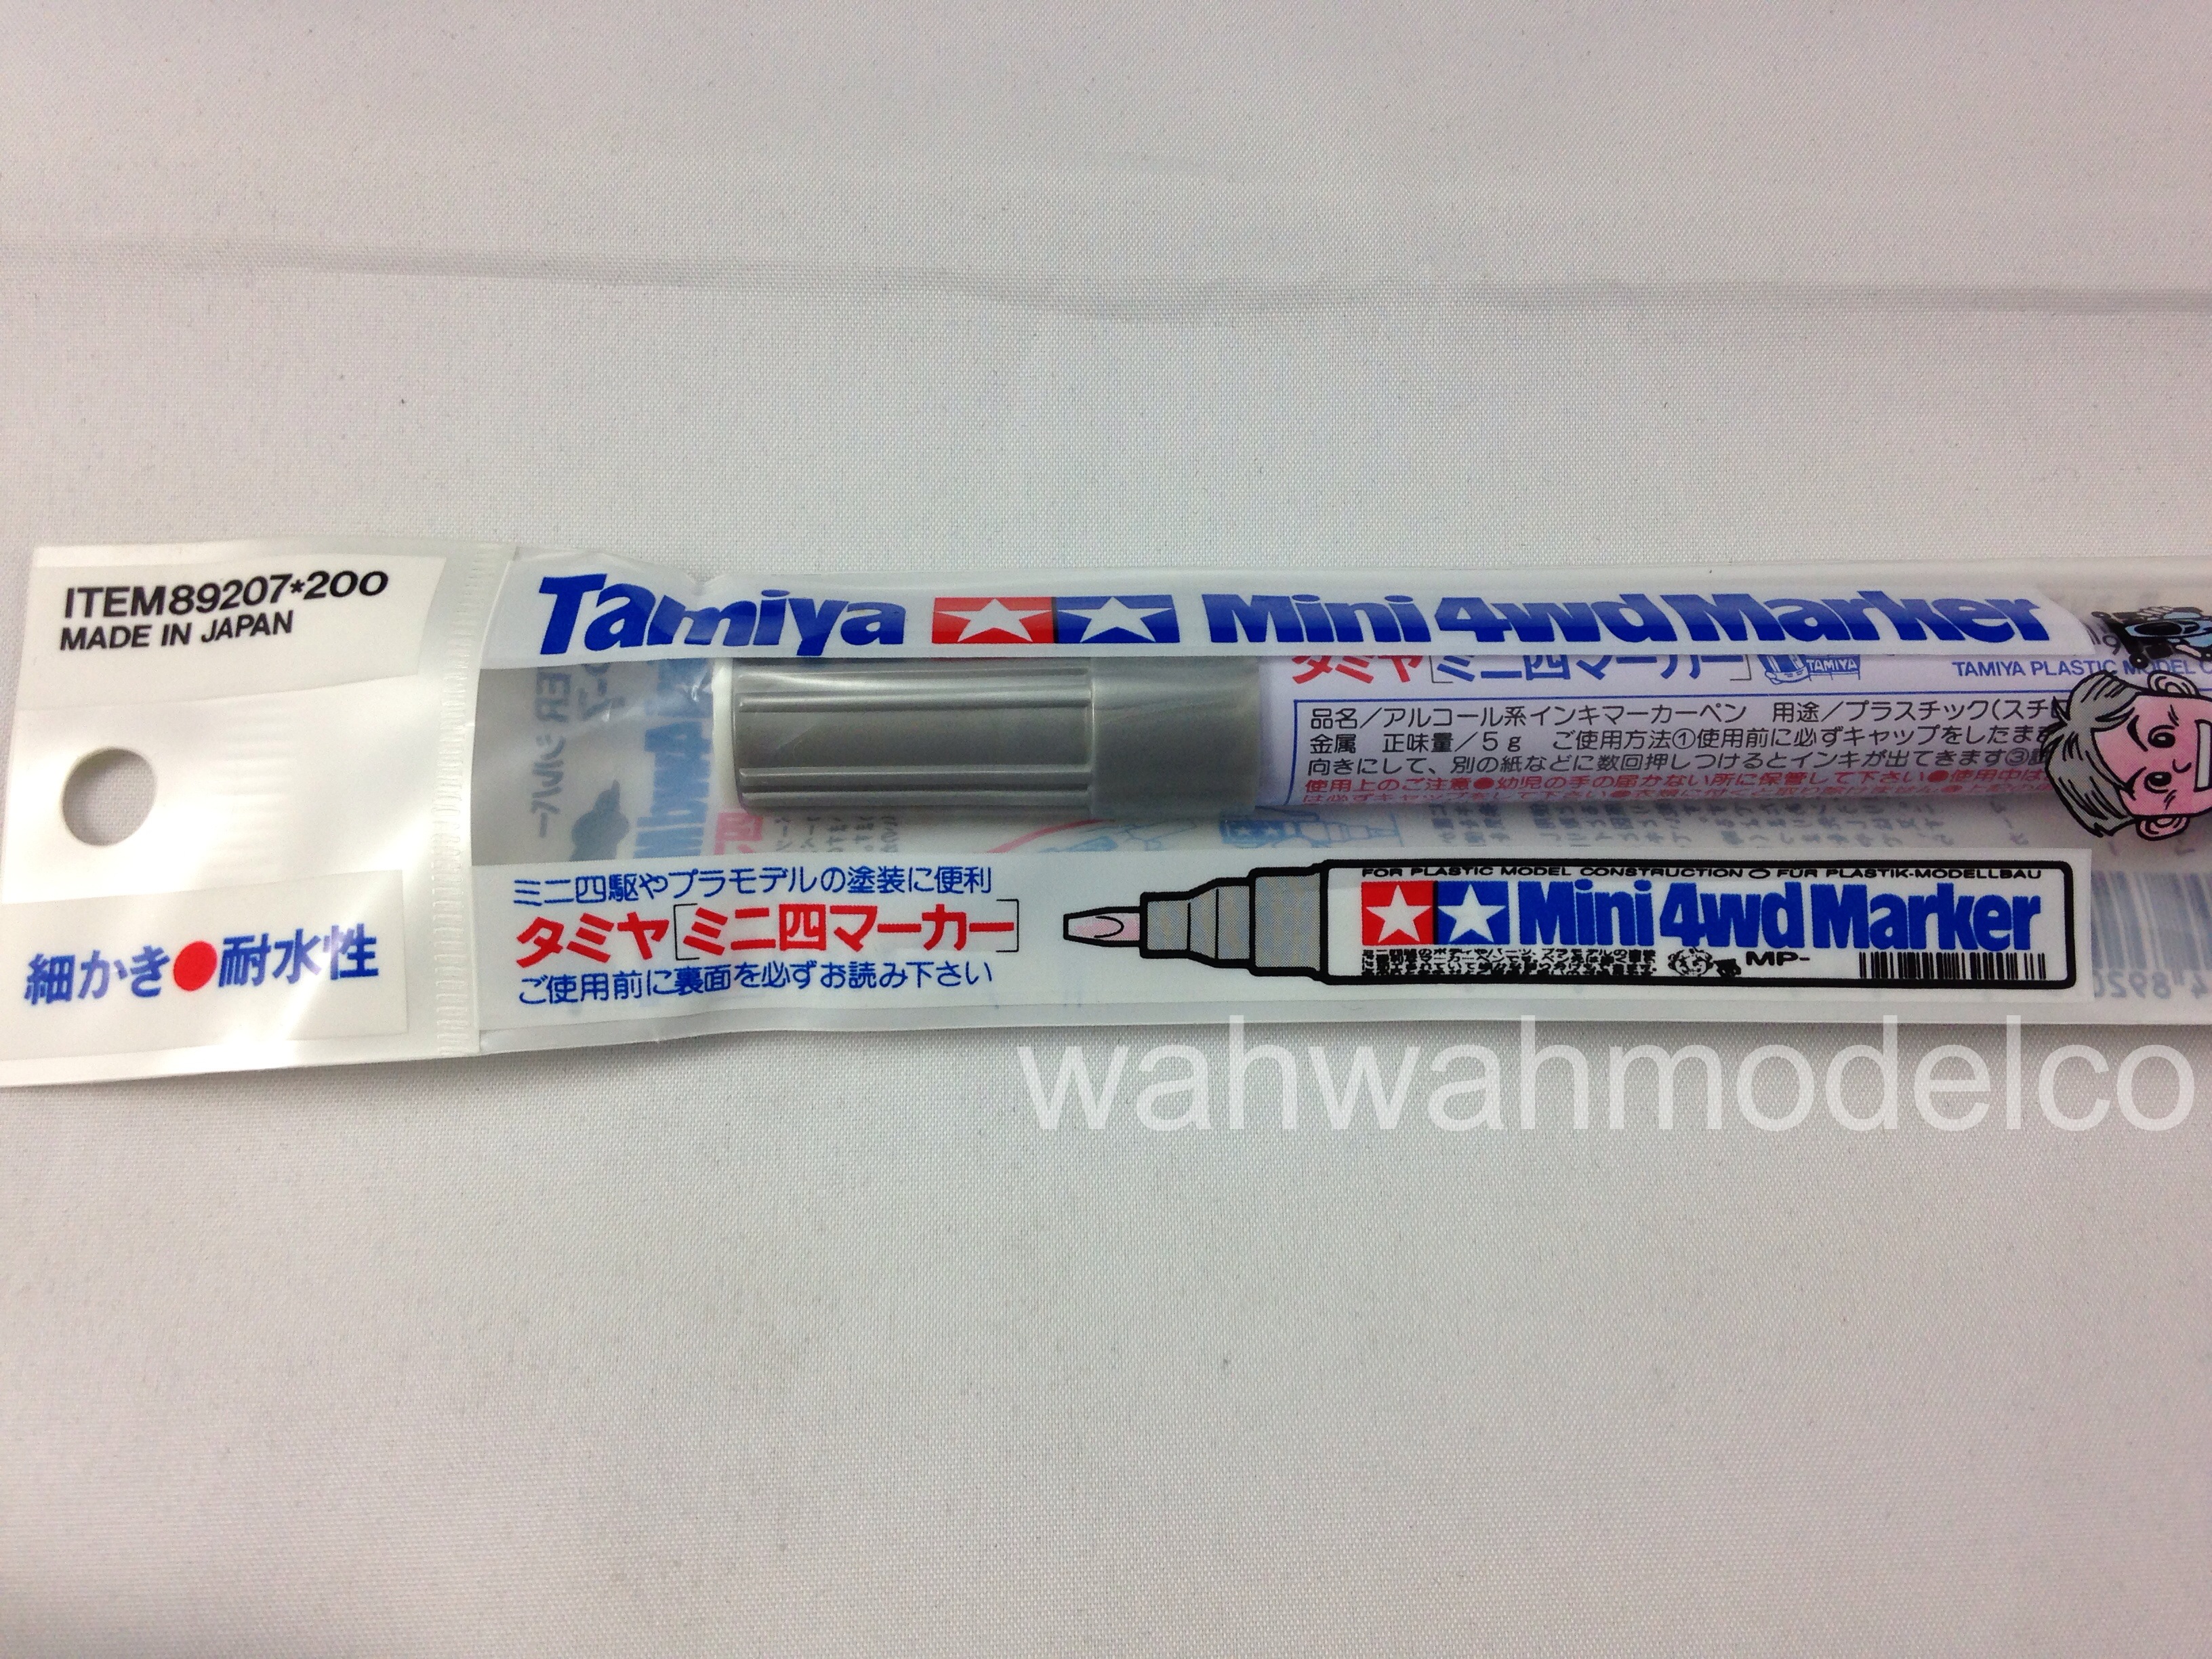 ITEM 89207*200
MADE IN JAPAN
細かき●耐水性
Tamiya Mini 4wd Marker
タミヤ[ミニ四マーカー]
TAMIYA
TAMIYA PLASTIC MODEL C
品名／アルコール系インキマーカーペン 用途／プラスチック(スチ
金属 正味量／5g ご使用方法①使用前に必ずキャップをしたまま
向きにして、別の紙などに数回押しつけるとインキが出てきます③
使用上のご注意●幼児の手の届かない所に保管して下さい●使用中は
ミニ四駆やプラモデルの塗装に便利
タミヤ[ミニ四マーカー]
ご使用前に裏面を必ずお読み下さい
FOR PLASTIC MODEL CONSTRUCTION FÜR PLASTIK-MODELLBAU
Mini 4wd Marker
MP-
wahwahmodelco